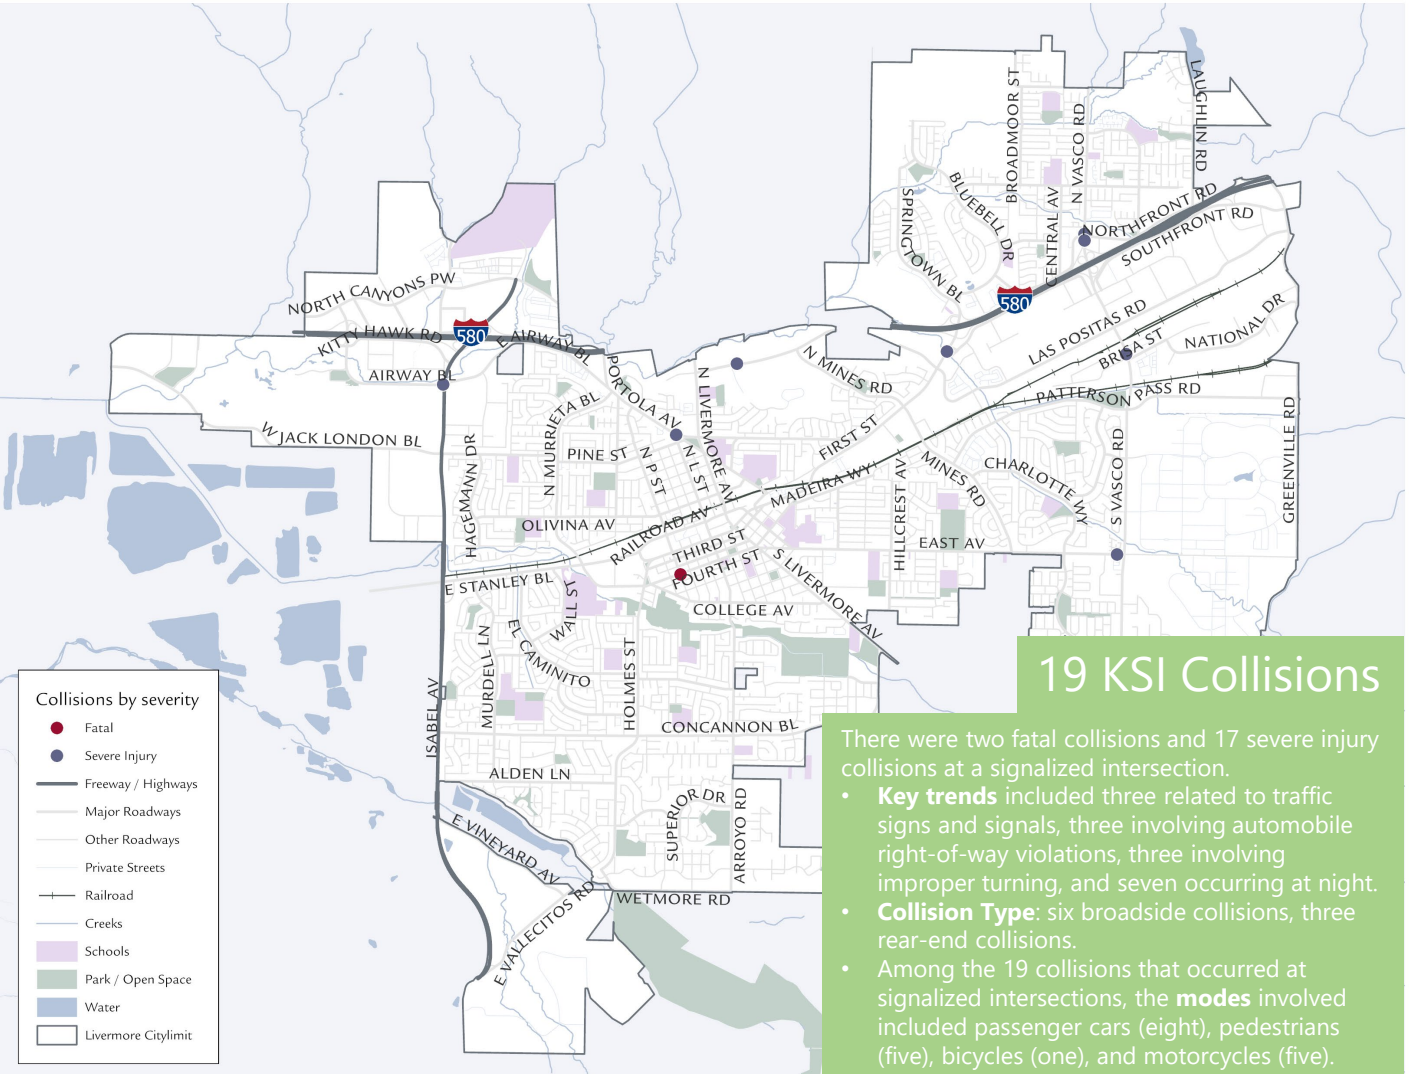 BROADMOOR ST
N VASCO RD
LAUGHLIN RD
SPRINGTOWN BL
BLUEBELL DR
CENTRAL AV
NORTHFRONT RD
SOUTHFRONT RD
580
NORTH CANYONS PW
KITTY HAWK RD
580
E AIRWAY BL
AIRWAY BL
PORTOLA AV
N LIVERMORE AV
N MINES RD
LAS POSITAS RD
BRISA ST
NATIONAL DR
PATTERSON PASS RD
W JACK LONDON BL
HAGEMANN DR
N MURRIETA BL
PINE ST
N P ST
N L ST
FIRST ST
MADEIRA WY
HILLCREST AV
MINES RD
CHARLOTTE WY
S VASCO RD
GREENVILLE RD
OLIVINA AV
RAILROAD AV
THIRD ST
FOURTH ST
EAST AV
S LIVERMORE AV
E STANLEY BL
WALL ST
COLLEGE AV
EL CAMINITO
MURDELL LN
HOLMES ST
ISABEL AV
CONCANNON BL
ALDEN LN
SUPERIOR DR
ARROYO RD
E VINEYARD AV
E VALLECITOS RD
WETMORE RD
Collisions by severity
Fatal
Severe Injury
Freeway / Highways
Major Roadways
Other Roadways
Private Streets
Railroad
Creeks
Schools
Park / Open Space
Water
Livermore Citylimit
19 KSI Collisions
There were two fatal collisions and 17 severe injury
collisions at a signalized intersection.
• Key trends included three related to traffic
signs and signals, three involving automobile
right-of-way violations, three involving
improper turning, and seven occurring at night.
• Collision Type: six broadside collisions, three
rear-end collisions.
• Among the 19 collisions that occurred at
signalized intersections, the modes involved
included passenger cars (eight), pedestrians
(five), bicycles (one), and motorcycles (five).